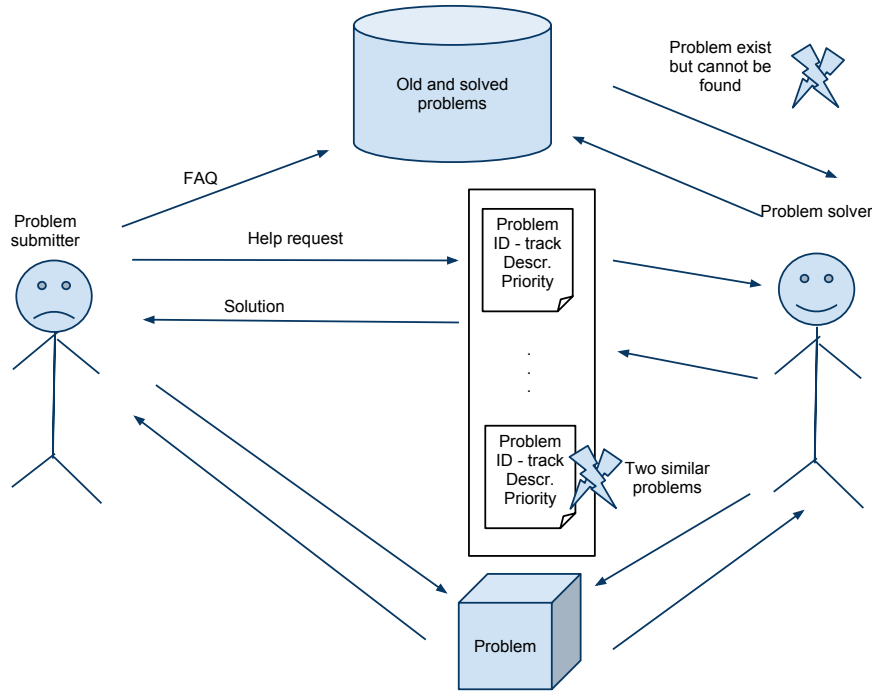 Old and solved
problems
Problem exist
but cannot be
found
FAQ
Problem
submitter
Help request
Solution
Problem
ID - track
Descr.
Priority
.
.
.
Problem
ID - track
Descr.
Priority
Two similar
problems
Problem solver
Problem